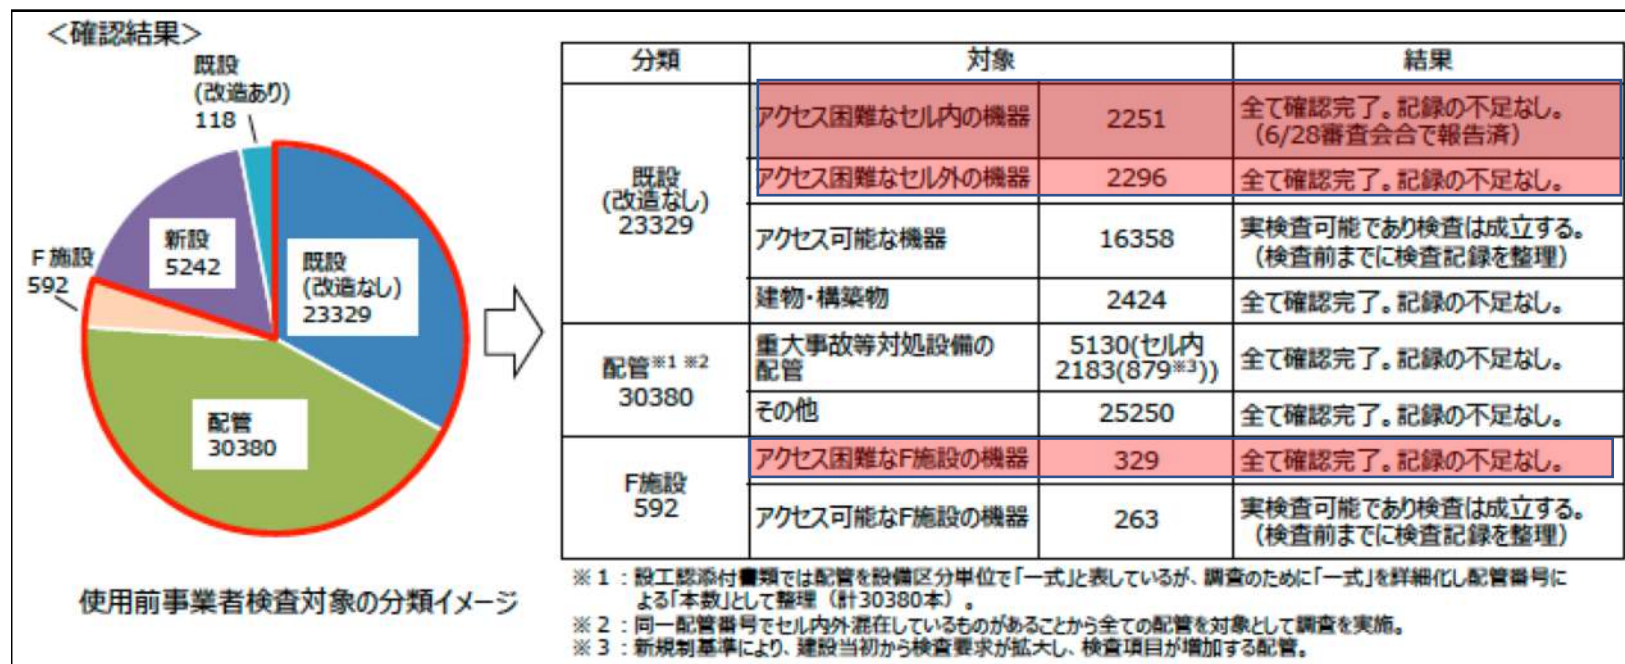 ＜確認結果＞
既設
(改造あり)
118
新設
5242
F施設
592
既設
(改造なし)
23329
配管
30380
使用前事業者検査対象の分類イメージ
分類 対象 結果
既設
(改造なし)
23329
アクセス困難なセル内の機器 2251 全て確認完了。記録の不足なし。
（6/28審査会合で報告済）
アクセス困難なセル外の機器 2296 全て確認完了。記録の不足なし。
アクセス可能な機器 16358 実検査可能であり検査は成立する。
（検査前までに検査記録を整理）
建物・構築物 2424 全て確認完了。記録の不足なし。
配管※1 ※2
30380
重大事故等対処設備の
配管
5130(セル内
2183(879※3))
全て確認完了。記録の不足なし。
その他 25250 全て確認完了。記録の不足なし。
F施設
592
アクセス困難なF施設の機器 329 全て確認完了。記録の不足なし。
アクセス可能なF施設の機器 263 実検査可能であり検査は成立する。
（検査前までに検査記録を整理）
※1：設工認添付書類では配管を設備区分単位で「一式」と表しているが、調査のために「一式」を詳細化し配管番号に
よる「本数」として整理（計30380本）。
※2：同一配管番号でセル内外混在しているものがあることから全ての配管を対象として調査を実施。
※3：新規制基準により、建設当初から検査要求が拡大し、検査項目が増加する配管。